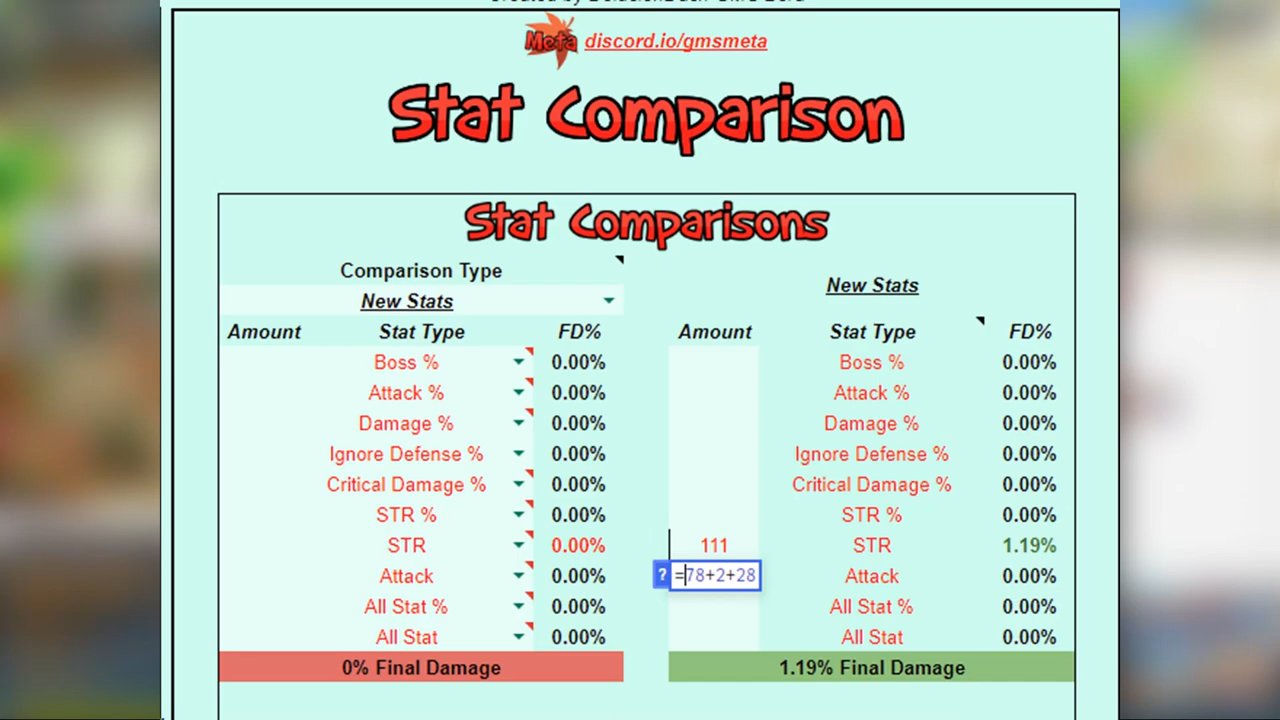 Meta discord.io/gmsmeta
Stat Comparison
Stat Comparisons
Comparison Type
New Stats
New Stats
Amount Stat Type FD% Amount Stat Type FD%
Boss % 0.00% Boss % 0.00%
Attack % 0.00% Attack % 0.00%
Damage % 0.00% Damage % 0.00%
Ignore Defense % 0.00% Ignore Defense % 0.00%
Critical Damage % 0.00% Critical Damage % 0.00%
STR % 0.00% STR % 0.00%
STR 0.00% 111 STR 1.19%
Attack 0.00% ? =78+2+28 Attack 0.00%
All Stat % 0.00% All Stat % 0.00%
All Stat 0.00% All Stat 0.00%
0% Final Damage 1.19% Final Damage